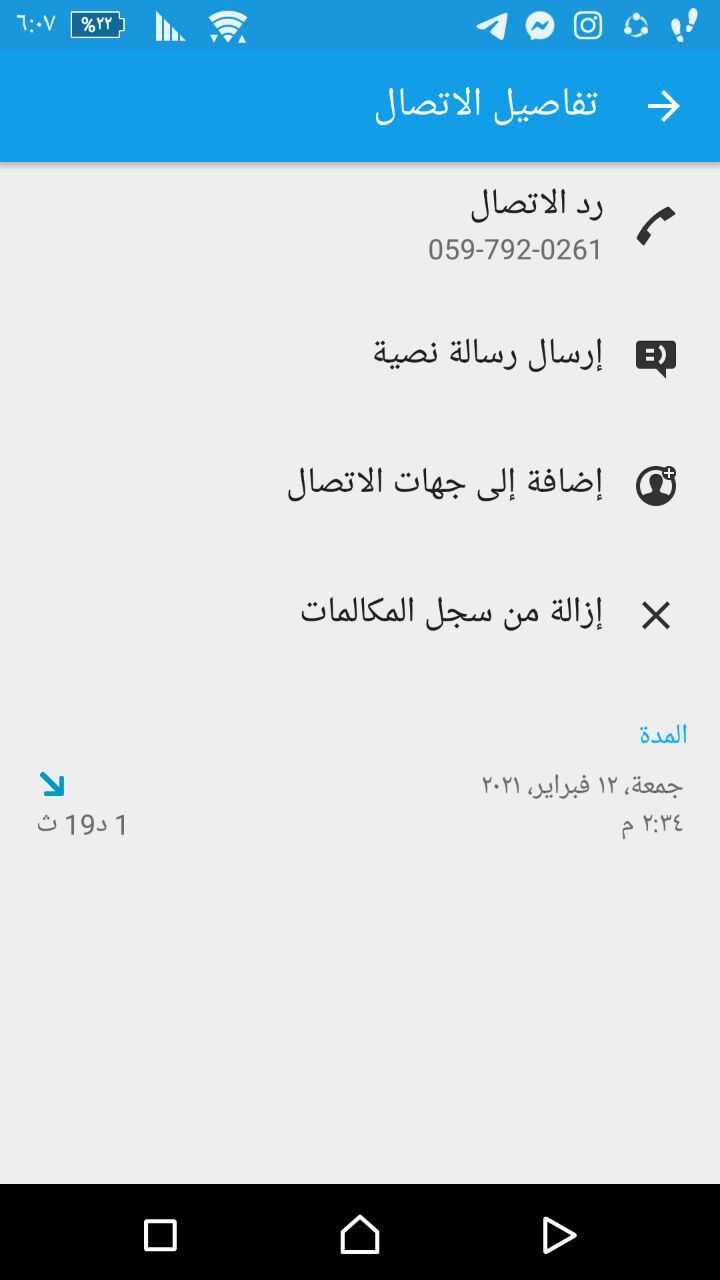 ٦:٠٧
%٢٢
تفاصيل الاتصال
رد الاتصال
059-792-0261
إرسال رسالة نصية
إضافة إلى جهات الاتصال
إزالة من سجل المكالمات
المدة
جمعة، ١٢ فبراير، ٢٠٢١
٢:٣٤ م
1 د19 ث